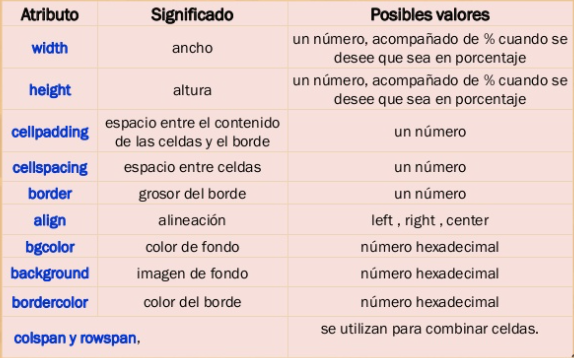 Atributo Significado Posibles valores
width ancho un número, acompañado de % cuando se
desee que sea en porcentaje
height altura un número, acompañado de % cuando se
desee que sea en porcentaje
cellpadding espacio entre el contenido
de las celdas y el borde un número
cellspacing espacio entre celdas un número
border grosor del borde un número
align alineación left , right , center
bgcolor color de fondo número hexadecimal
background imagen de fondo número hexadecimal
bordercolor color del borde número hexadecimal
colspan y rowspan, se utilizan para combinar celdas.